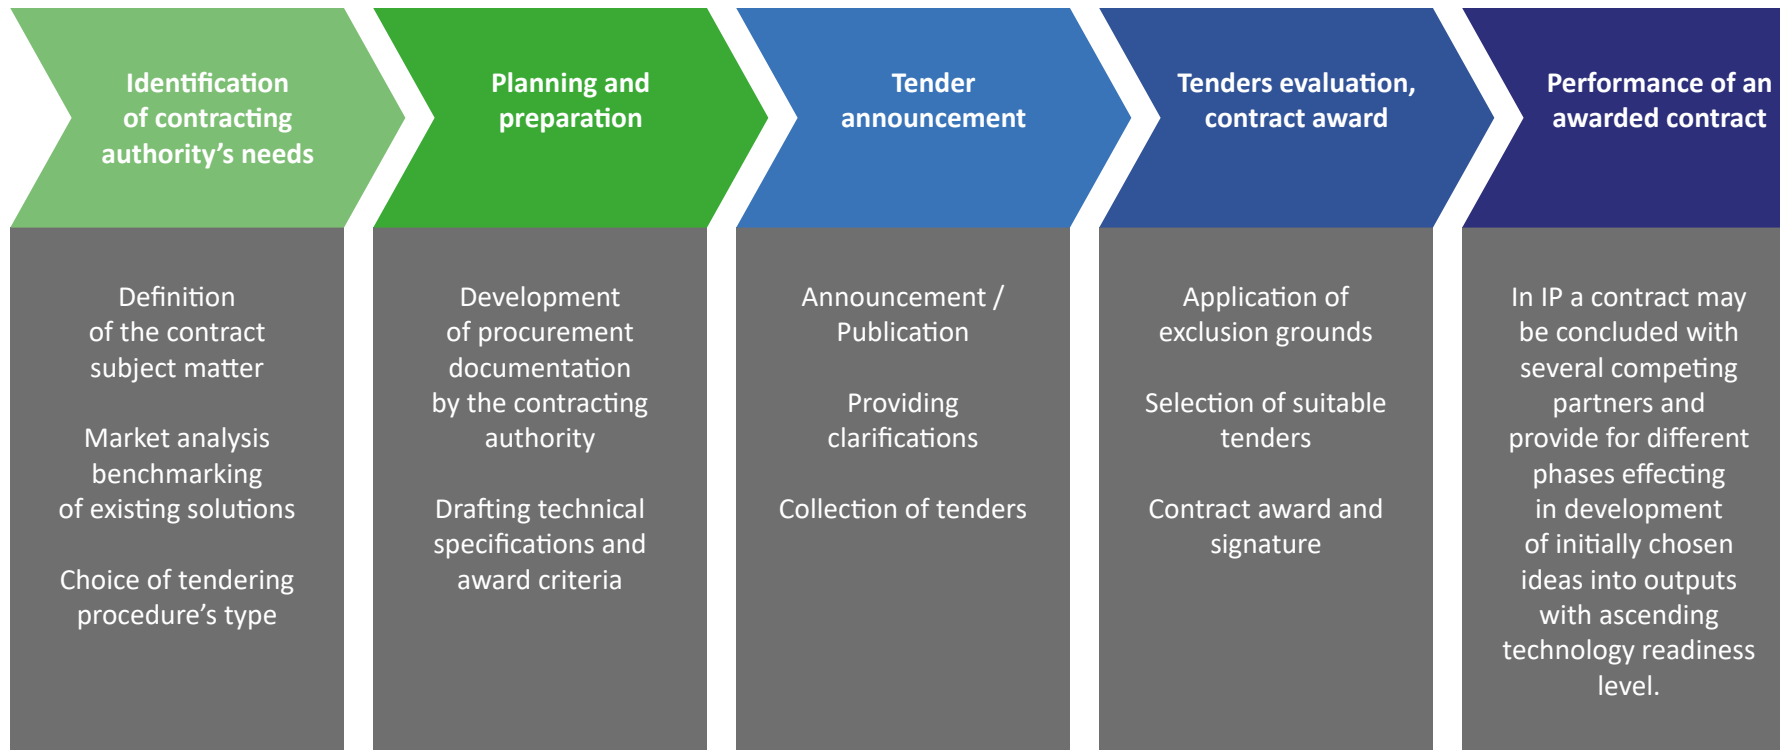 Identification
of contracting
authority's needs
Definition
of the contract
subject matter
Market analysis
benchmarking
of existing solutions
Choice of tendering
procedure's type
Planning and
preparation
Development
of procurement
documentation
by the contracting
authority
Drafting technical
specifications and
award criteria
Tender
announcement
Announcement /
Publication
Providing
clarifications
Collection of tenders
Tenders evaluation,
contract award
Application of
exclusion grounds
Selection of suitable
tenders
Contract award and
signature
Performance of an
awarded contract
In IP a contract may
be concluded with
several competing
partners and
provide for different
phases effecting
in development
of initially chosen
ideas into outputs
with ascending
technology readiness
level.